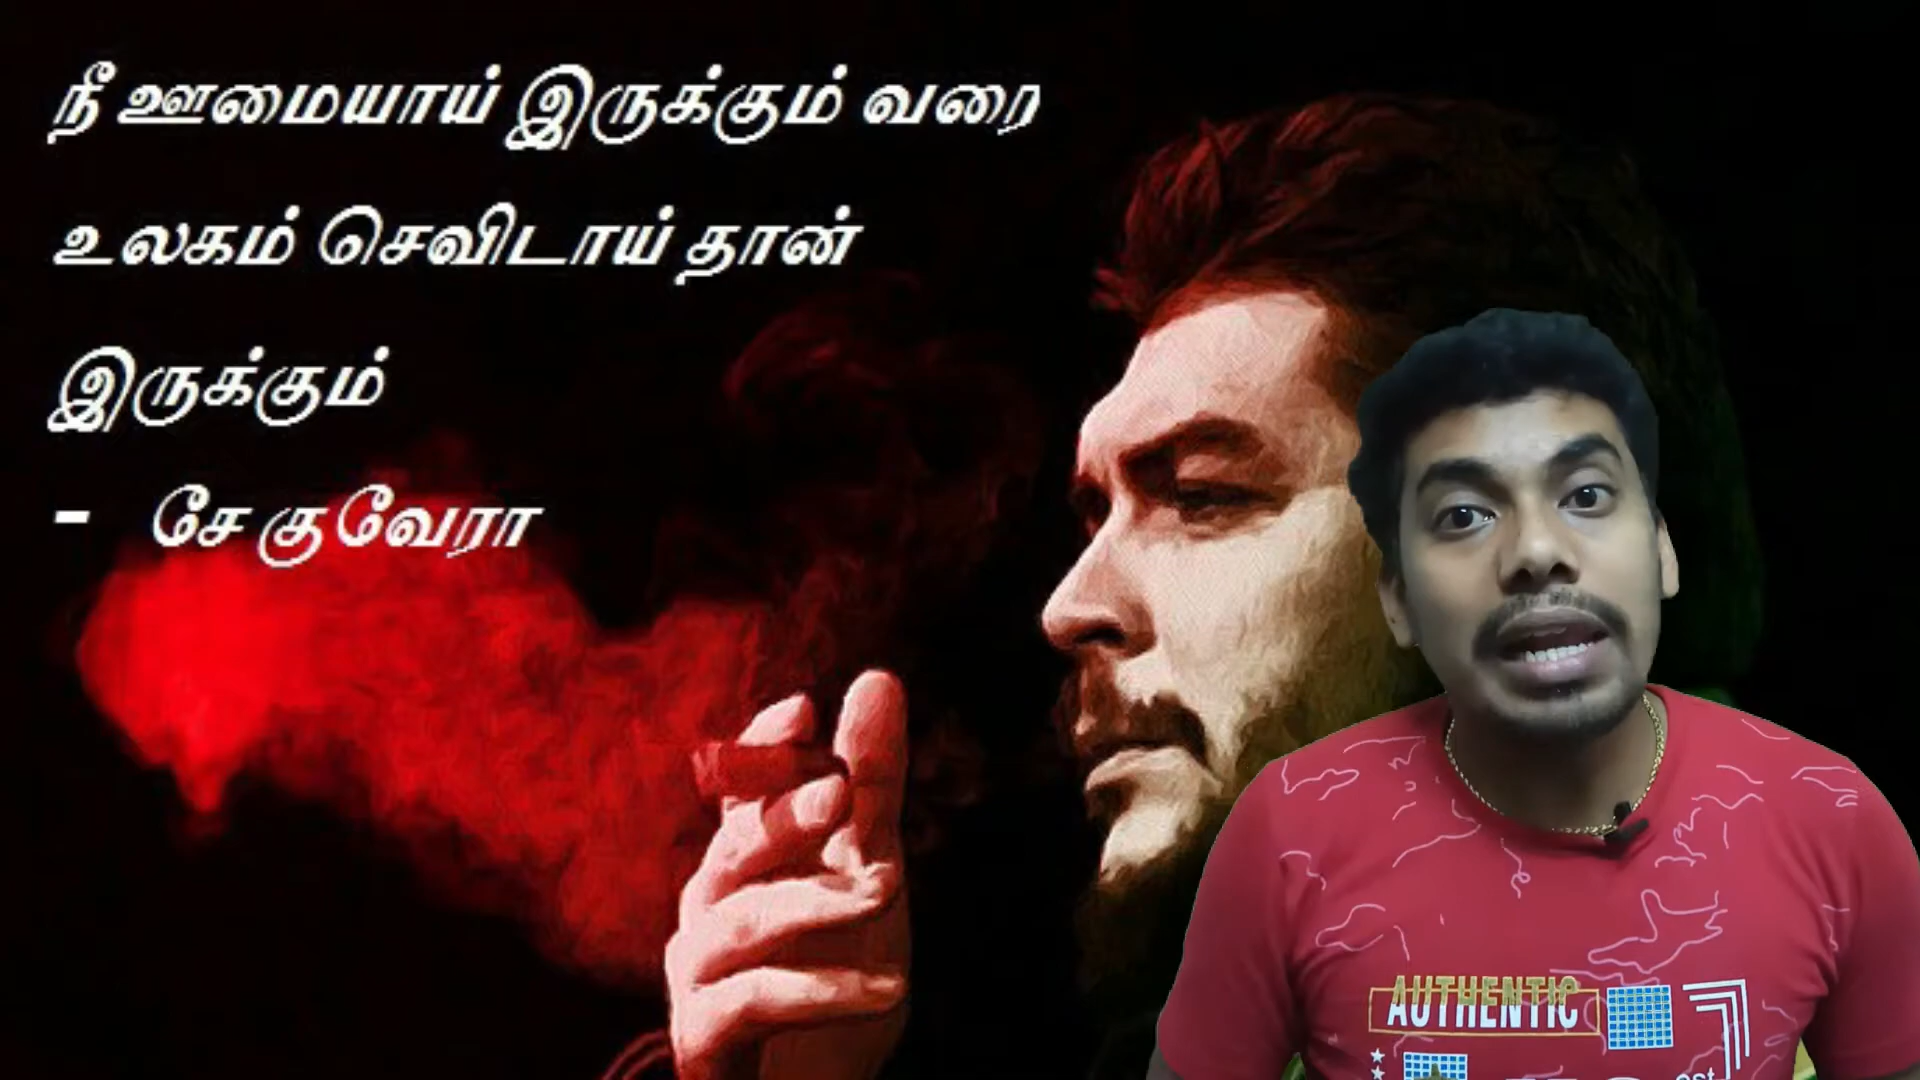 நீ ஊமையாய் இருக்கும் வரை
உலகம் செவிடாய் தான்
இருக்கும்
- சே குவேரா
AUTHENTIC